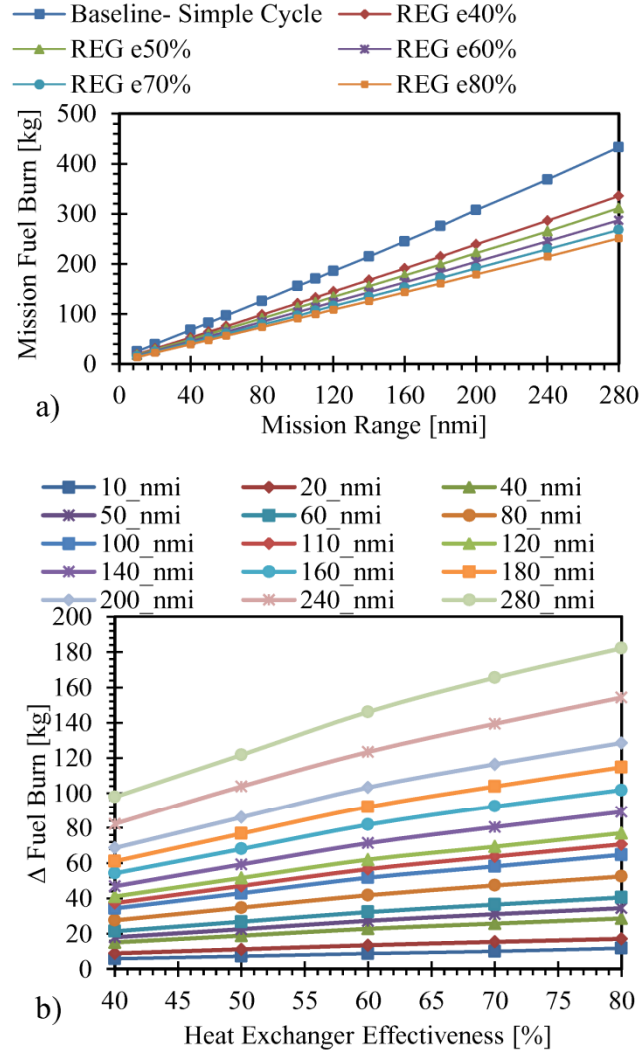 Baseline- Simple Cycle REG e40%
REG e50% REG e60%
REG e70% REG e80%
500
400
300
200
100
0
Mission Fuel Burn [kg]
0 40 80 120 160 200 240 280
Mission Range [nmi]
a)
10_nmi 20_nmi 40_nmi
50_nmi 60_nmi 80_nmi
100_nmi 110_nmi 120_nmi
140_nmi 160_nmi 180_nmi
200_nmi 240_nmi 280_nmi
200
180
160
140
120
100
80
60
40
20
0
Δ Fuel Burn [kg]
40 45 50 55 60 65 70 75 80
Heat Exchanger Effectiveness [%]
b)